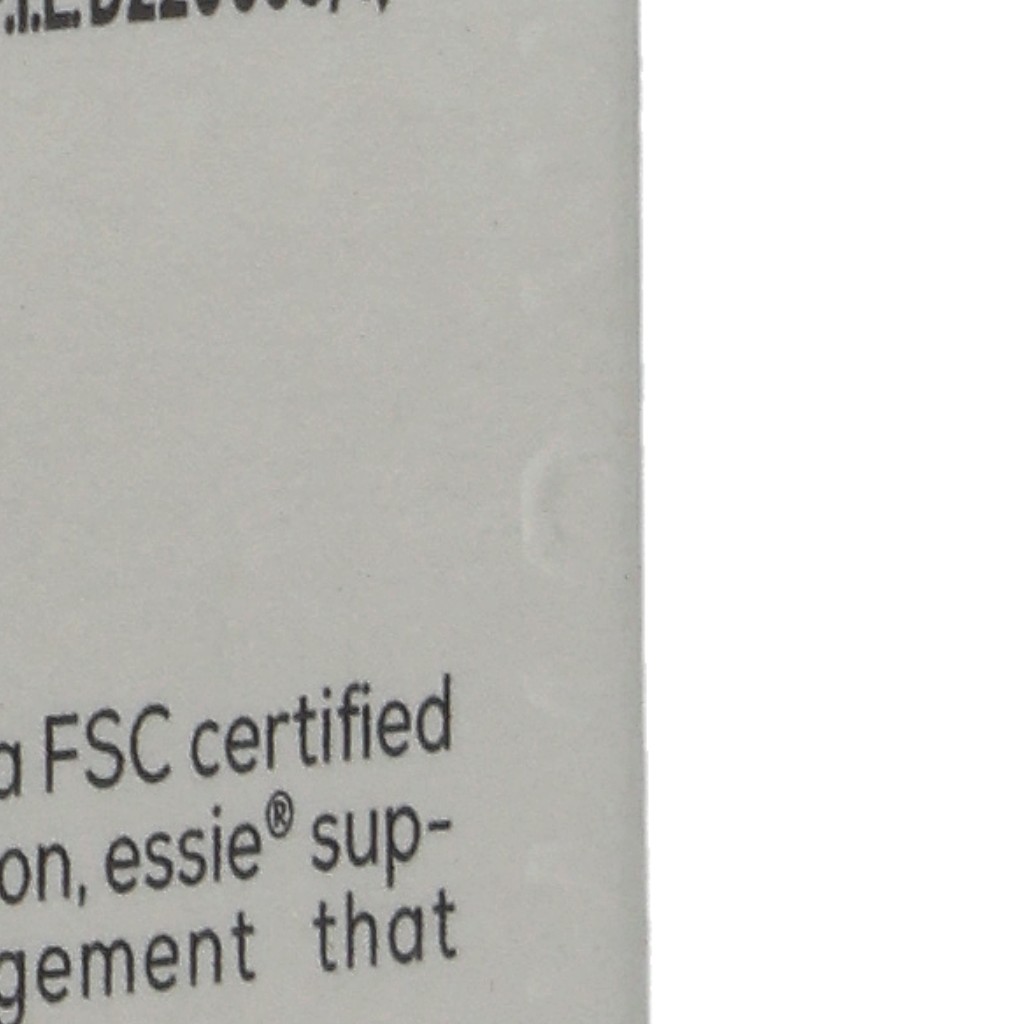 a FSC certified
on, essie® sup-
gement that